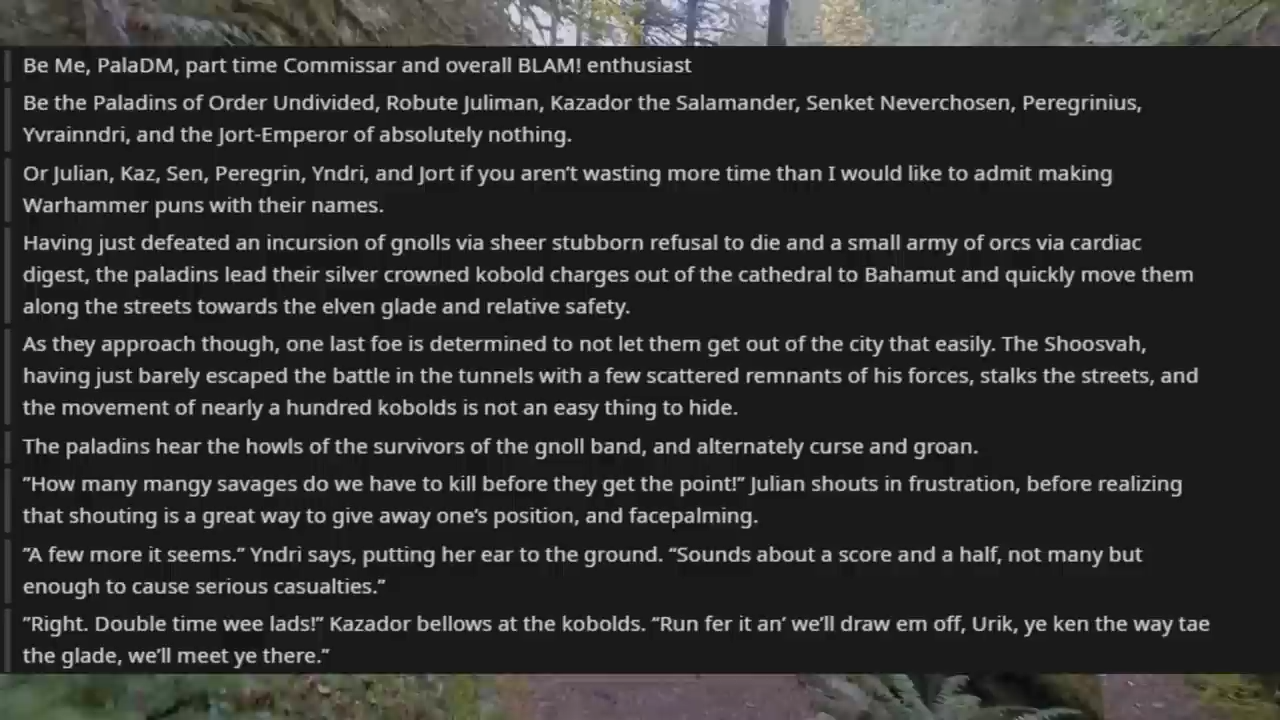 Be Me, PalaDM, part time Commissar and overall BLAM! enthusiast
Be the Paladins of Order Undivided, Robute Juliman, Kazador the Salamander, Senket Neverchosen, Peregrinius,
Yvrainndri, and the Jort-Emperor of absolutely nothing.
Or Julian, Kaz, Sen, Peregrin, Yndri, and Jort if you aren’t wasting more time than I would like to admit making
Warhammer puns with their names.
Having just defeated an incursion of gnolls via sheer stubborn refusal to die and a small army of orcs via cardiac
digest, the paladins lead their silver crowned kobold charges out of the cathedral to Bahamut and quickly move them
along the streets towards the elven glade and relative safety.
As they approach though, one last foe is determined to not let them get out of the city that easily. The Shoosvah,
having just barely escaped the battle in the tunnels with a few scattered remnants of his forces, stalks the streets, and
the movement of nearly a hundred kobolds is not an easy thing to hide.
The paladins hear the howls of the survivors of the gnoll band, and alternately curse and groan.
”How many mangy savages do we have to kill before they get the point!” Julian shouts in frustration, before realizing
that shouting is a great way to give away one’s position, and facepalming.
”A few more it seems.” Yndri says, putting her ear to the ground. “Sounds about a score and a half, not many but
enough to cause serious casualties.”
”Right. Double time wee lads!” Kazador bellows at the kobolds. “Run fer it an’ we’ll draw em off, Urik, ye ken the way tae
the glade, we’ll meet ye there.”